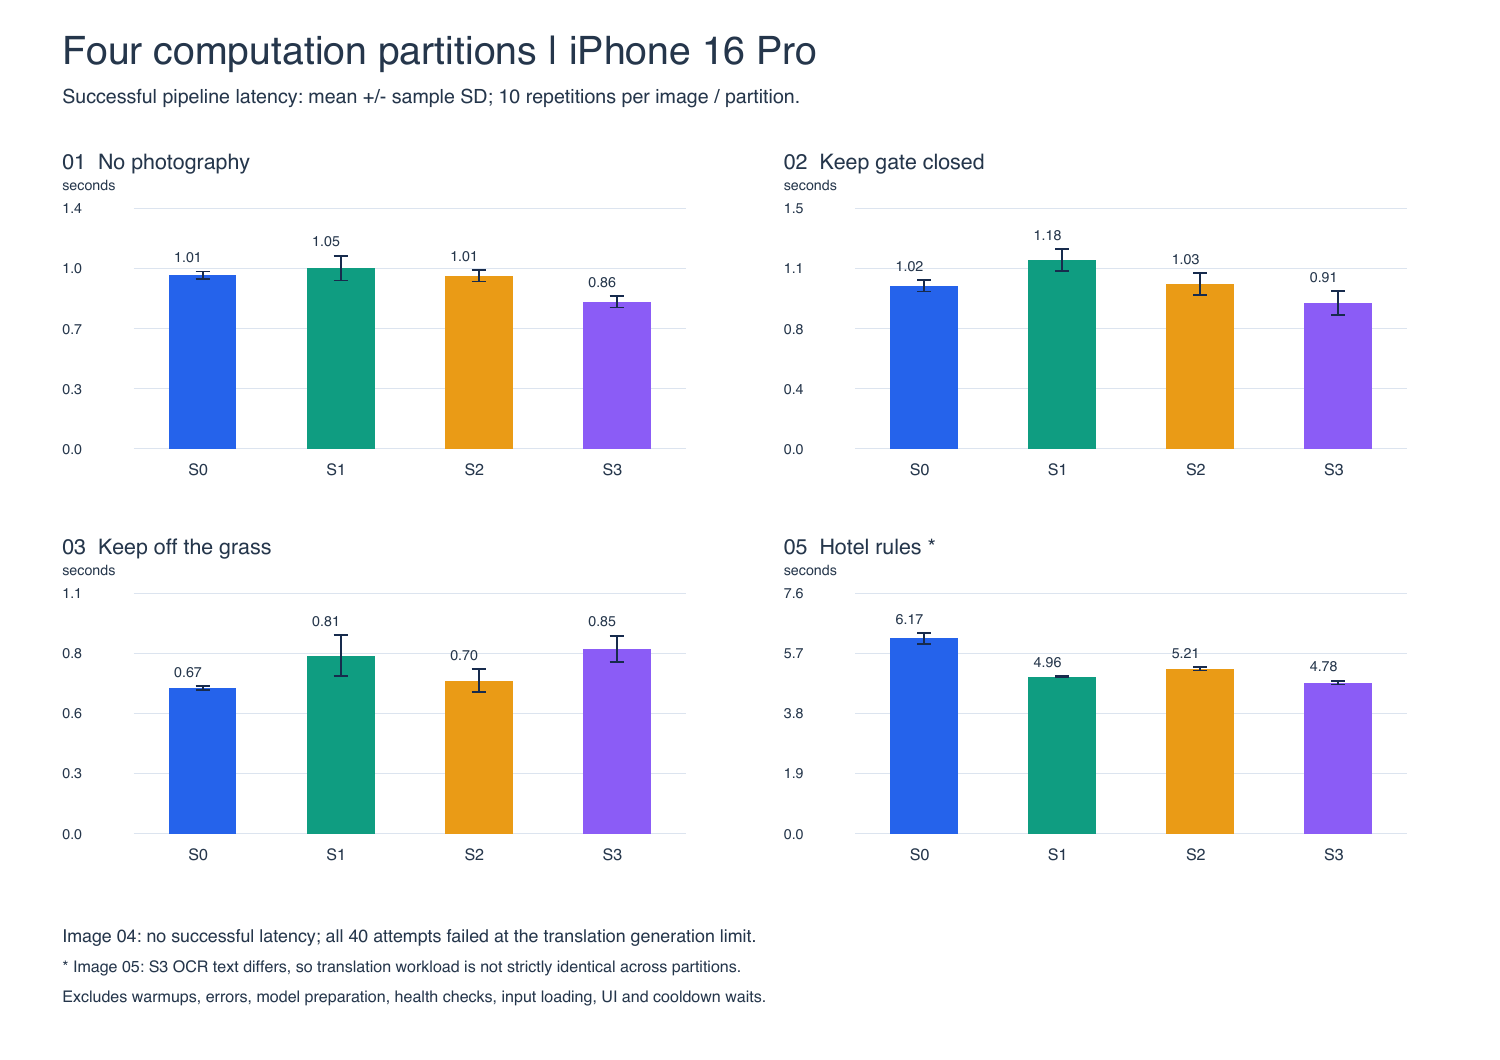 Four computation partitions | iPhone 16 Pro
Successful pipeline latency: mean +/- sample SD; 10 repetitions per image / partition.
01 No photography
seconds
1.4
1.0
0.7
0.3
0.0
1.01
1.05
1.01
0.86
S0
S1
S2
S3
02 Keep gate closed
seconds
1.5
1.1
0.8
0.4
0.0
1.02
1.18
1.03
0.91
S0
S1
S2
S3
03 Keep off the grass
seconds
1.1
0.8
0.6
0.3
0.0
0.67
0.81
0.70
0.85
S0
S1
S2
S3
05 Hotel rules *
seconds
7.6
5.7
3.8
1.9
0.0
6.17
4.96
5.21
4.78
S0
S1
S2
S3
Image 04: no successful latency; all 40 attempts failed at the translation generation limit.
* Image 05: S3 OCR text differs, so translation workload is not strictly identical across partitions.
Excludes warmups, errors, model preparation, health checks, input loading, UI and cooldown waits.